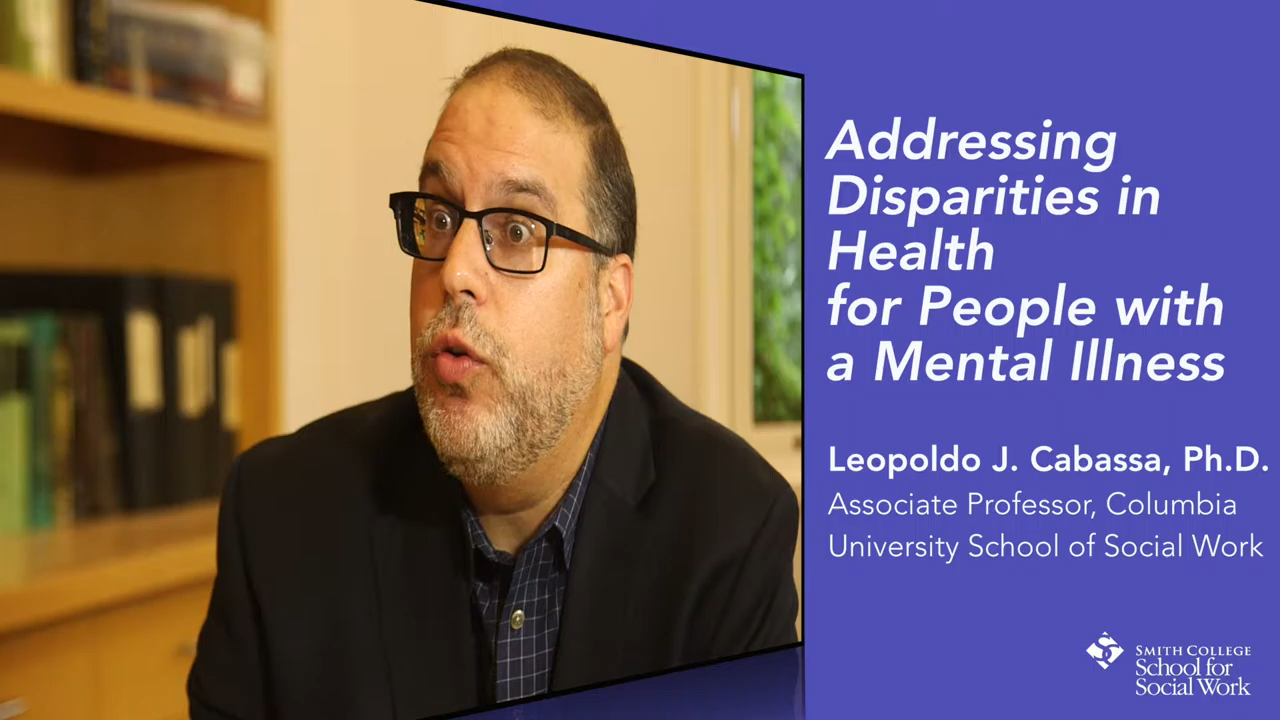 Addressing
Disparities in
Health
for People with
a Mental Illness
Leopoldo J. Cabassa, Ph.D.
Associate Professor, Columbia
University School of Social Work
SMITH COLLEGE
School for
Social Work